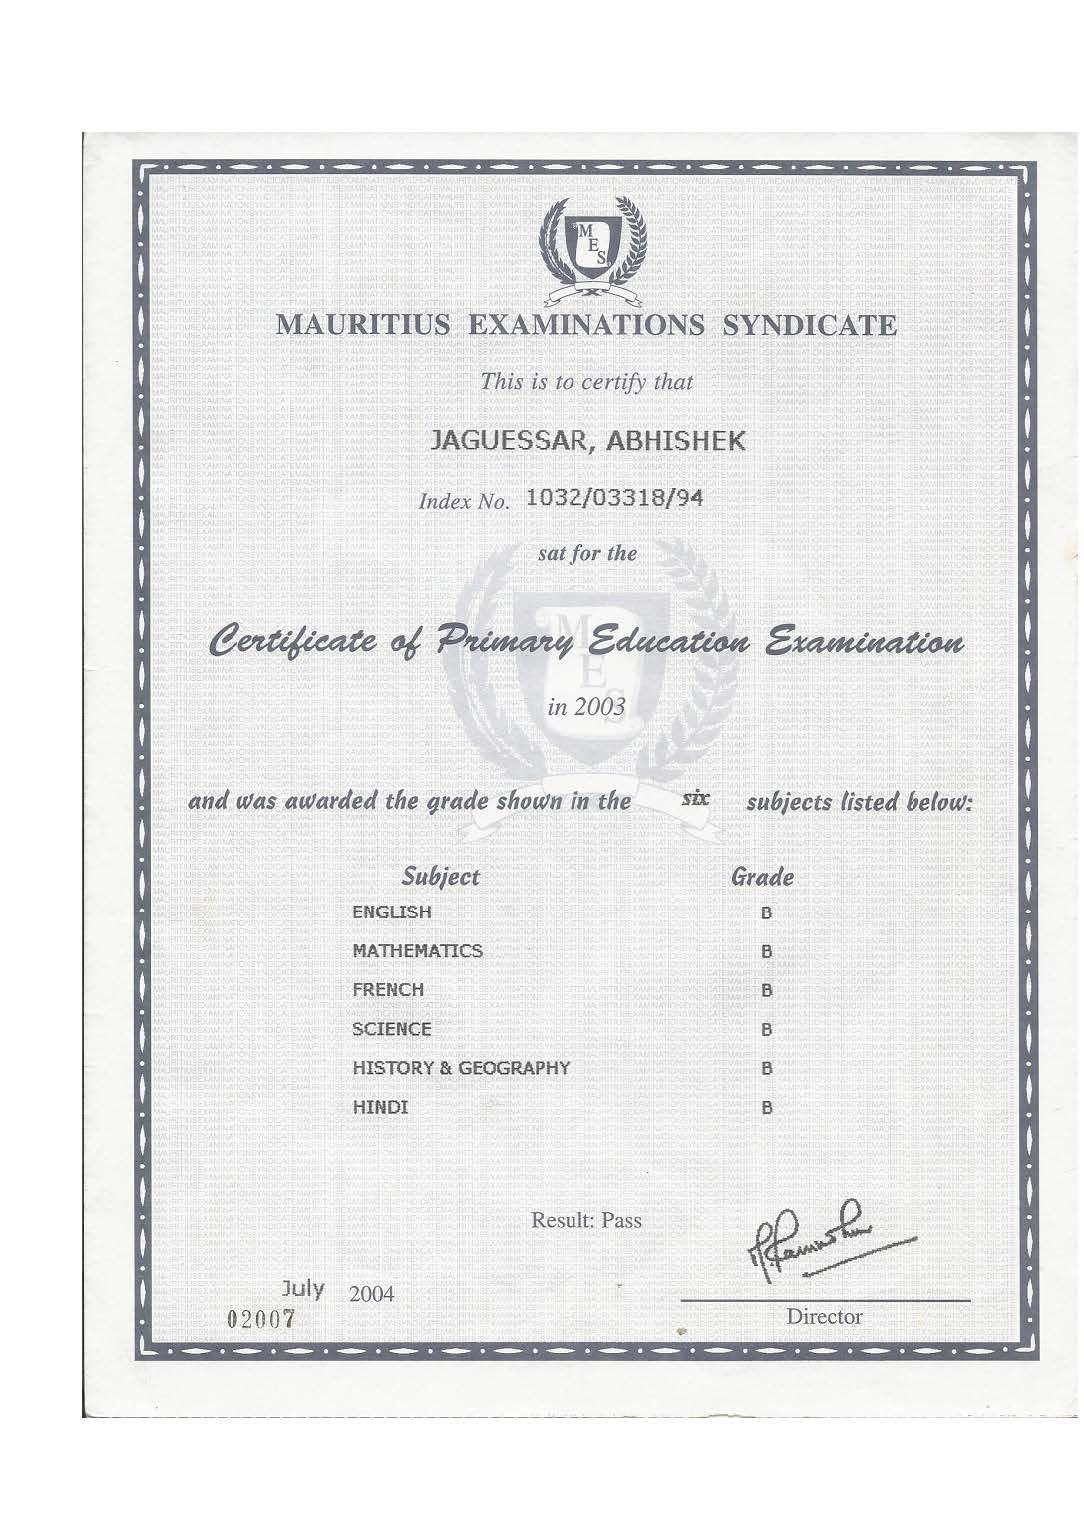 MES
MAURITIUS EXAMINATIONS SYNDICATE
This is to certify that
JAGUESSAR, ABHISHEK
Index No. 1032/03318/94
sat for the
MES
Certificate of Primary Education Examination
in 2003
and was awarded the grade shown in the six subjects listed below:
Subject Grade
ENGLISH B
MATHEMATICS B
FRENCH B
SCIENCE B
HISTORY & GEOGRAPHY B
HINDI B
Result: Pass
July 2004
02007
Director